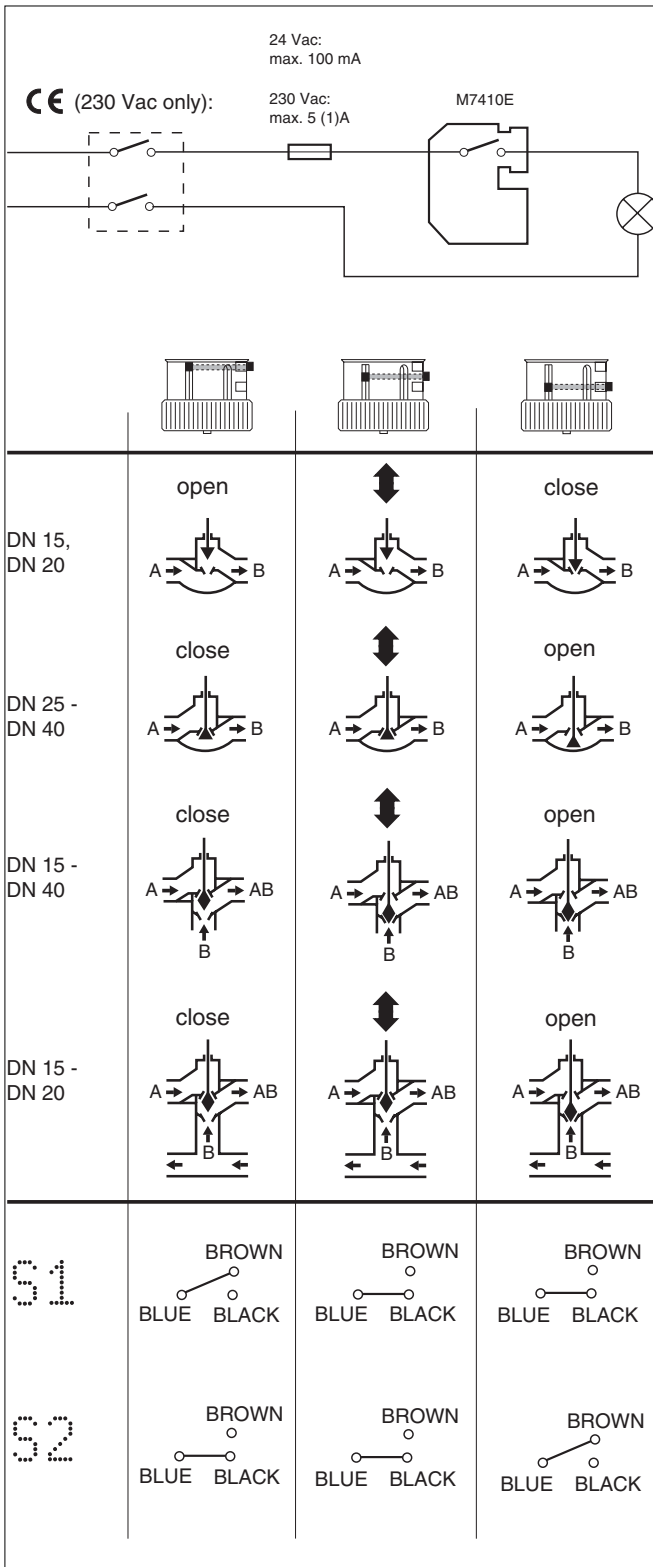 24 Vac:
max. 100 mA
CE (230 Vac only):
230 Vac:
max. 5 (1)A
M7410E
open
close
DN 15,
DN 20
A B
A B
A B
close
open
DN 25 -
DN 40
A B
A B
A B
close
open
DN 15 -
DN 40
A AB
A AB
A AB
B
B
B
close
open
DN 15 -
DN 20
A AB
A AB
A AB
B
B
B
S1
BROWN
BLUE BLACK
BROWN
BLUE BLACK
BROWN
BLUE BLACK
S2
BROWN
BLUE BLACK
BROWN
BLUE BLACK
BROWN
BLUE BLACK